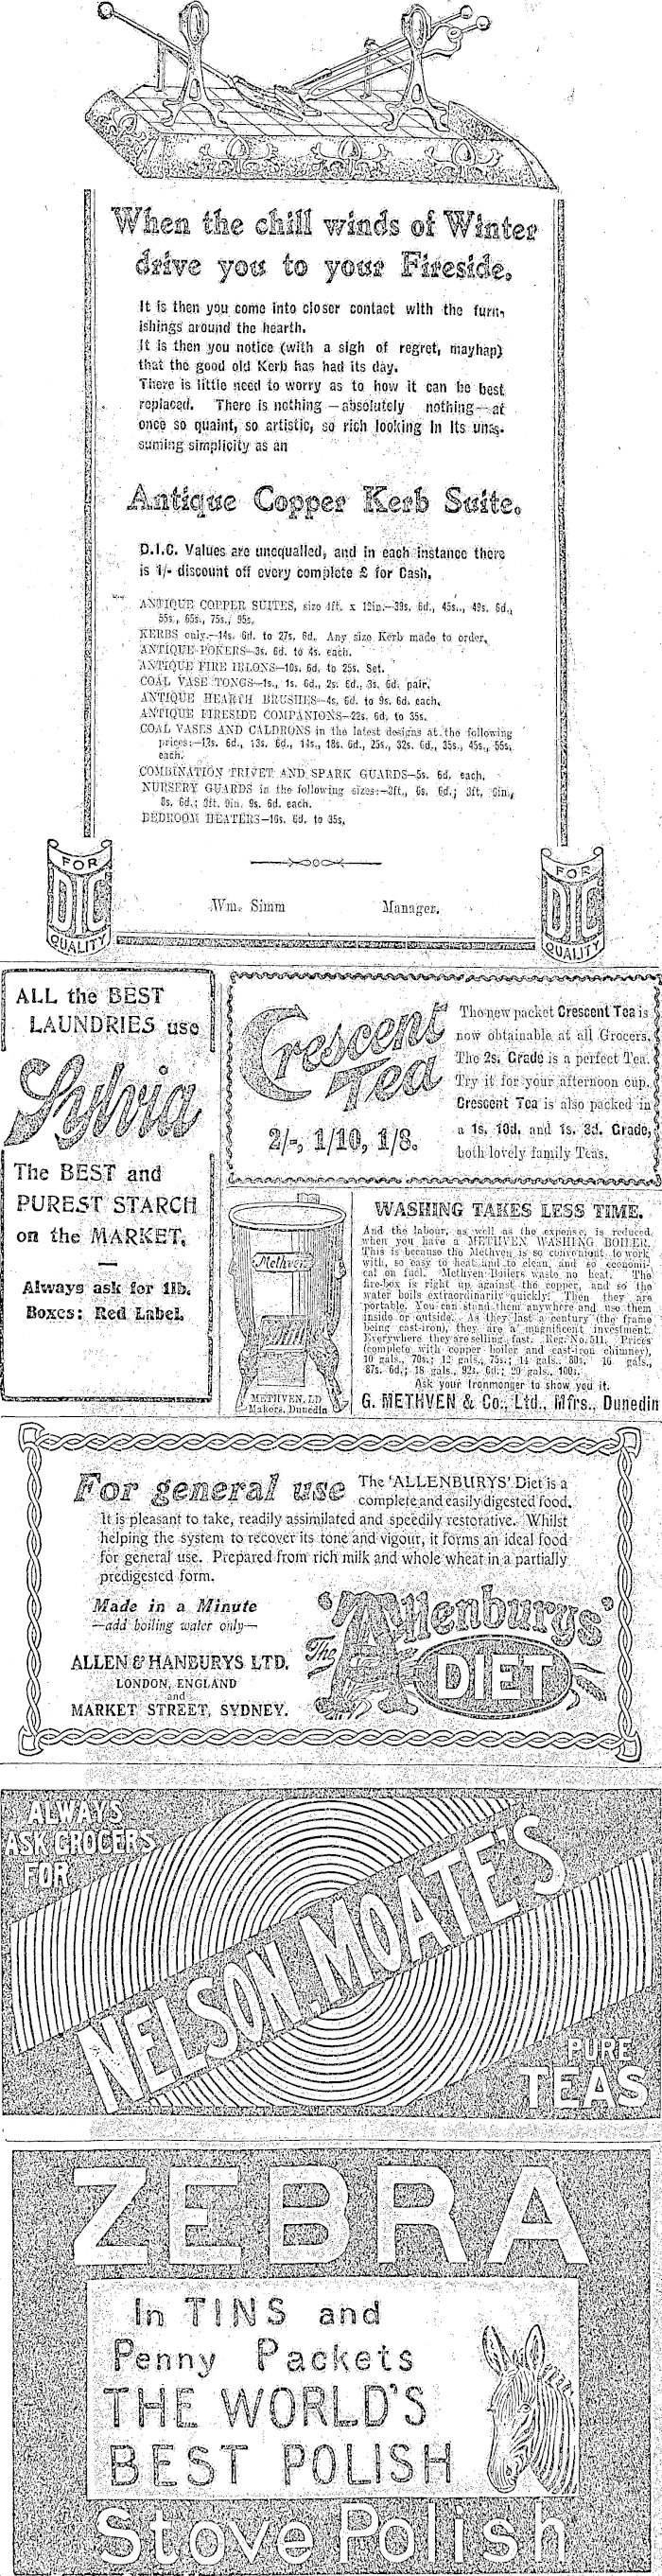 When the chill winds of Winter
drive you to your Fireside.
It is then you come into closer contact with the furn-
ishings around the hearth.
It is then you notice (with a sigh of regret, mayhap)
that the good old Kerb has had its day.
There is little need to worry as to how it can be best
replaced. There is nothing—absolutely nothing—at
once so quaint, so artistic, so rich looking in its unas-
suming simplicity as an
Antique Copper Kerb Suite.
D.I.C. Values are unequalled, and in each instance there
is 1/- discount off every complete £ for Cash.
ANTIQUE COPPER SUITES, size 4ft. x 12in.—39s. 6d., 45s., 49s. 6d.,
55s., 65s., 75s., 95s.
KERBS only.—14s. 6d. to 27s. 6d. Any size Kerb made to order.
ANTIQUE POKERS—3s. 6d. to 4s. each.
ANTIQUE FIRE IRONS—10s. 6d. to 25s. Set.
COAL VASE TONGS—1s., 1s. 6d., 2s. 6d., 3s. 6d. pair.
ANTIQUE HEARTH BRUSHES—4s. 6d. to 9s. 6d. each.
ANTIQUE FIRESIDE COMPANIONS—22s. 6d. to 35s.
COAL VASES AND CALDRONS in the latest designs at the following
prices:—12s. 6d., 13s. 6d., 14s., 18s. 6d., 25s., 32s. 6d., 35s., 45s., 55s.
each.
COMBINATION TRIVET AND SPARK GUARDS—5s. 6d. each.
NURSERY GUARDS in the following sizes:—3ft., 6s. 6d.; 3ft. 6in.,
8s. 6d.; 3ft. 9in. 9s. 6d. each.
BEDROOM HEATERS—16s. 6d. to 35s.
FOR
DIC
QUALITY
Wm. Simm Manager.
FOR
DIC
QUALITY
ALL the BEST
LAUNDRIES use
Sylvia
The BEST and
PUREST STARCH
on the MARKET.
Always ask for 1lb.
Boxes: Red Label.
Crescent
Tea
2/-, 1/10, 1/8.
The new packet Crescent Tea is
now obtainable at all Grocers.
The 2s. Grade is a perfect Tea.
Try it for your afternoon cup.
Crescent Tea is also packed in
a 1s. 10d. and 1s. 8d. Grade,
both lovely family Teas.
Methven
METHVEN, LD
Makers, Dunedin
WASHING TAKES LESS TIME.
And the labour, as well as the expense, is reduced
when you have a METHVEN WASHING BOILER.
This is because the Methven is so convenient to work
with, so easy to heat and to clean, and so economi-
cal on fuel. Methven Boilers waste no heat. The
fire-box is right up against the copper, and so the
water boils extraordinarily quickly. Then they are
portable. You can stand them anywhere and use them
inside or outside. As they last a century (the frame
being cast-iron), they are a magnificent investment.
Everywhere they are selling fast. Reg. No. 511. Prices
(complete with copper boiler and cast-iron chimney),
10 gals., 70s.; 12 gals., 75s.; 14 gals., 80s. 16 gals.,
87s. 6d.; 18 gals., 92s. 6d.; 20 gals., 100s.
Ask your Ironmonger to show you it.
G. METHVEN & Co., Ltd., Mfrs., Dunedin
For general use The 'ALLENBURYS' Diet is a
complete and easily digested food.
It is pleasant to take, readily assimilated and speedily restorative. Whilst
helping the system to recover its tone and vigour, it forms an ideal food
for general use. Prepared from rich milk and whole wheat in a partially
predigested form.
Made in a Minute
—add boiling water only—
ALLEN & HANBURYS LTD.
LONDON, ENGLAND
and
MARKET STREET, SYDNEY.
The 'Allenburys'
DIET
ALWAYS
ASK GROCERS
FOR
NELSON, MOATE'S
PURE
TEAS
ZEBRA
In TINS and
Penny Packets
THE WORLD'S
BEST POLISH
Stove Polish